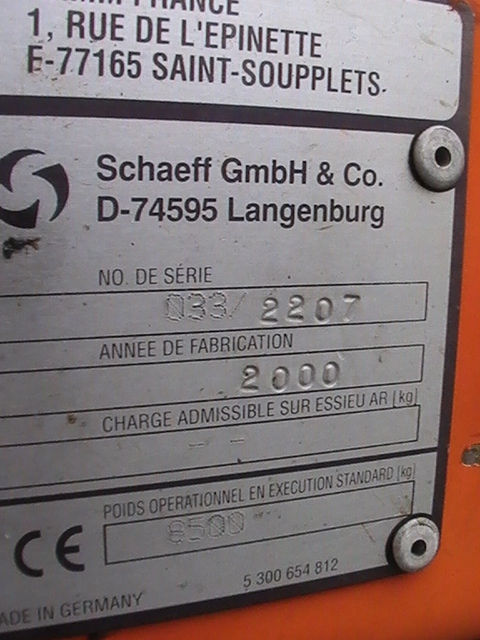 FRANCE
1, RUE DE L'EPINETTE
F-77165 SAINT-SOUPPLETS
Schaeff GmbH & Co.
D-74595 Langenburg
NO. DE SÉRIE
033/ 2207
ANNEE DE FABRICATION
2000
CHARGE ADMISSIBLE SUR ESSIEU AR [kg]
- -
POIDS OPERATIONNEL EN EXECUTION STANDARD [kg]
8500
CE
5 300 654 812
MADE IN GERMANY